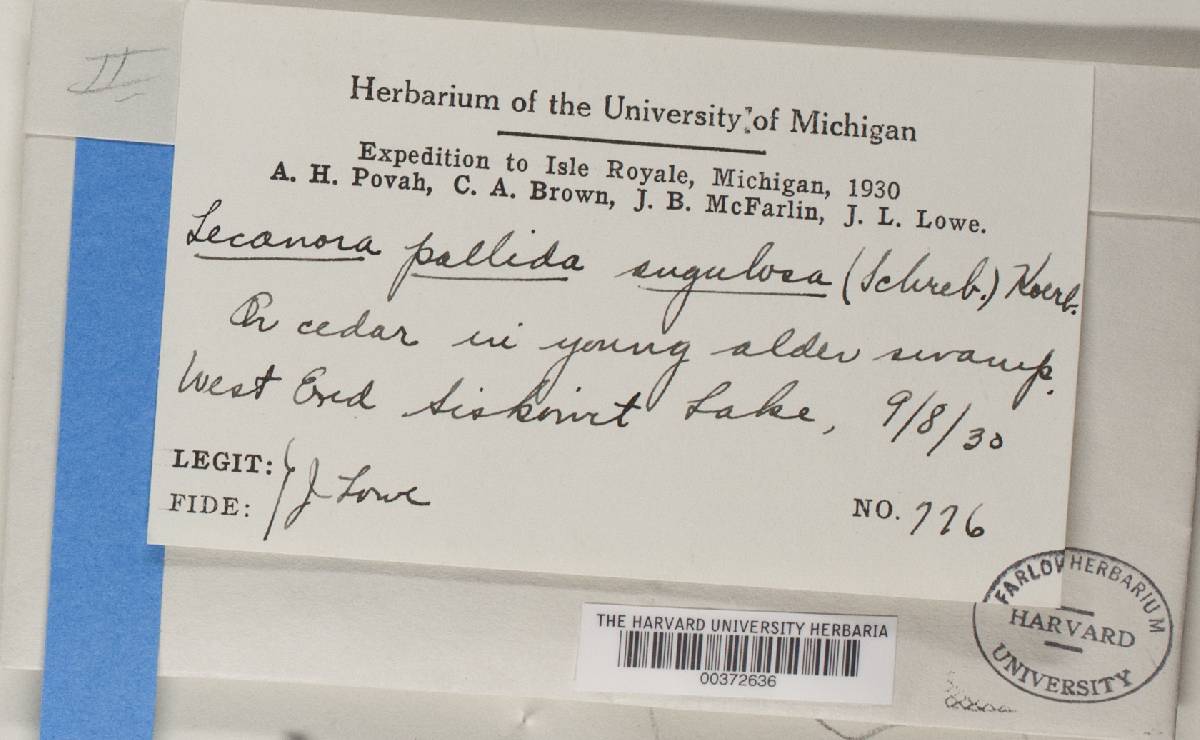 II
Herbarium of the University of Michigan
Expedition to Isle Royale, Michigan, 1930
A. H. Povah, C. A. Brown, J. B. McFarlin, J. L. Lowe.
Lecanora pallida angulosa (Schreb.) Koerb.
On cedar in young alder swamp.
West End Siskowit Lake, 9/8/30
LEGIT: J Lowe
FIDE:
NO. 776
FARLOW HERBARIUM
HARVARD
UNIVERSITY
THE HARVARD UNIVERSITY HERBARIA
00372636